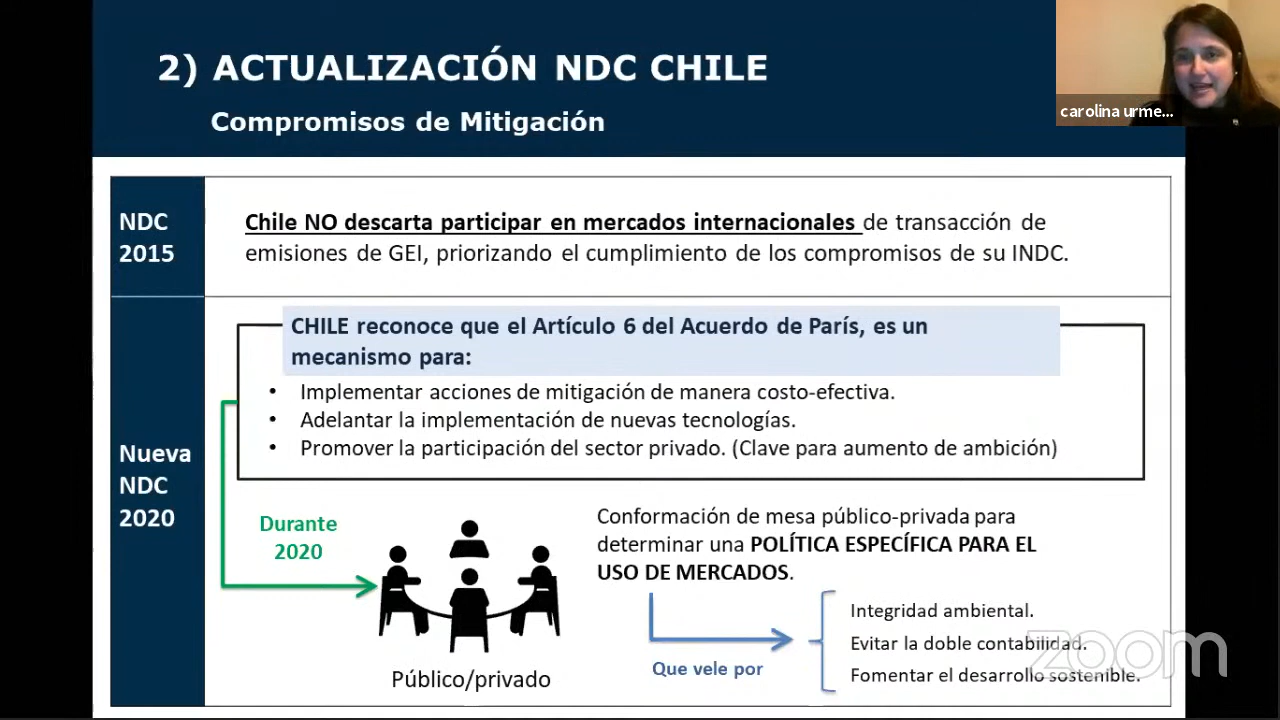 2) ACTUALIZACIÓN NDC CHILE
Compromisos de Mitigación
carolina urme...
NDC
2015
Chile NO descarta participar en mercados internacionales de transacción de
emisiones de GEI, priorizando el cumplimiento de los compromisos de su INDC.
Nueva
NDC
2020
CHILE reconoce que el Artículo 6 del Acuerdo de París, es un
mecanismo para:
• Implementar acciones de mitigación de manera costo-efectiva.
• Adelantar la implementación de nuevas tecnologías.
• Promover la participación del sector privado. (Clave para aumento de ambición)
Durante
2020
Público/privado
Conformación de mesa público-privada para
determinar una POLÍTICA ESPECÍFICA PARA EL
USO DE MERCADOS.
Que vele por
Integridad ambiental.
Evitar la doble contabilidad.
Fomentar el desarrollo sostenible.
zoom